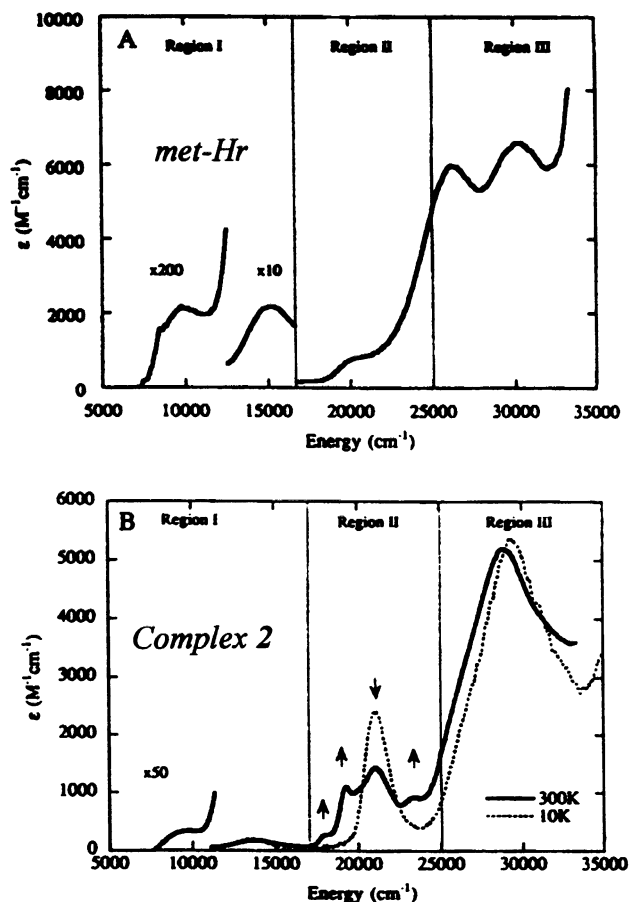 A
Region I
Region II
Region III
met-Hr
x200
x10
ε (M⁻¹cm⁻¹)
10000
8000
6000
4000
2000
0
5000 10000 15000 20000 25000 30000 35000
Energy (cm⁻¹)
B
Region I
Region II
Region III
Complex 2
x50
ε (M⁻¹cm⁻¹)
6000
5000
4000
3000
2000
1000
0
300K
10K
5000 10000 15000 20000 25000 30000 35000
Energy (cm⁻¹)